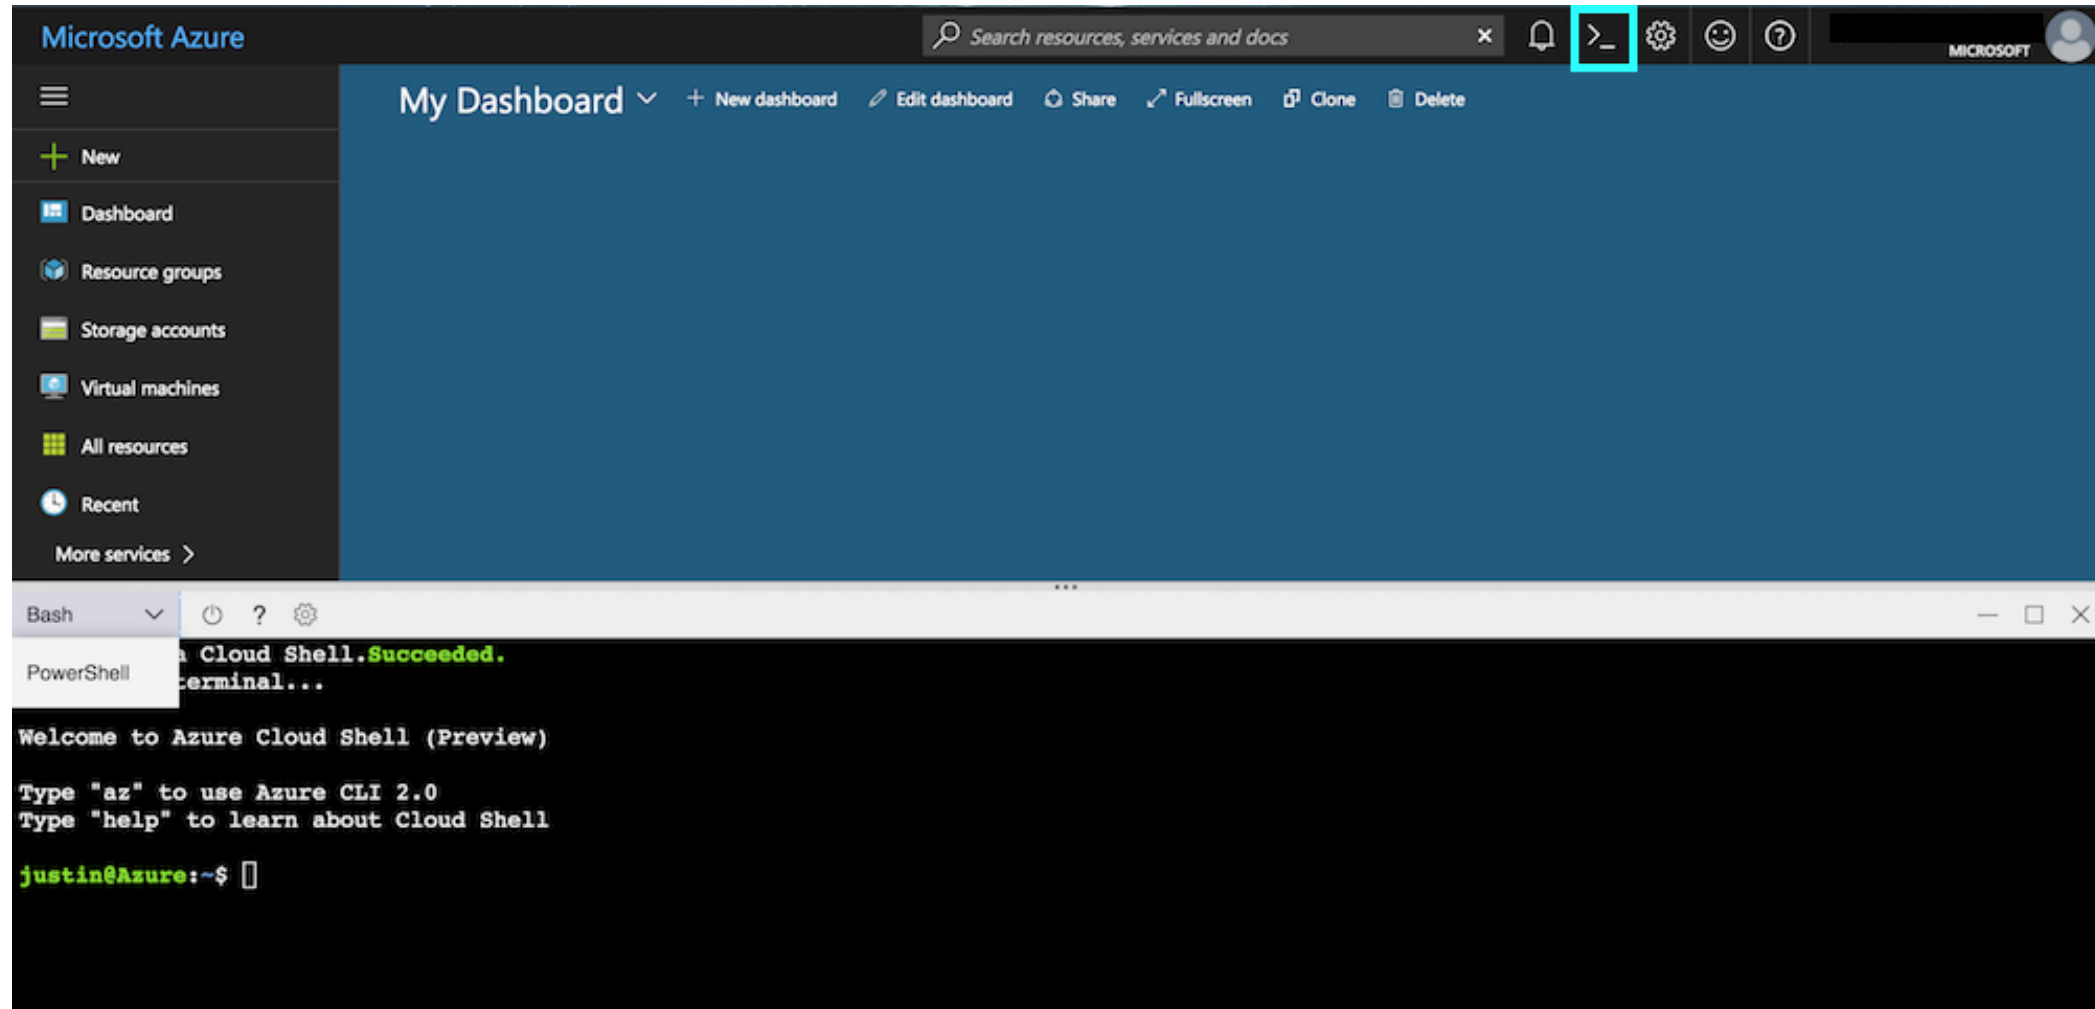 Microsoft Azure
Search resources, services and docs
MICROSOFT
My Dashboard
New dashboard
Edit dashboard
Share
Fullscreen
Clone
Delete
New
Dashboard
Resource groups
Storage accounts
Virtual machines
All resources
Recent
More services
Bash
?
PowerShell
Cloud Shell.Succeeded.
erminal...
Welcome to Azure Cloud Shell (Preview)
Type "az" to use Azure CLI 2.0
Type "help" to learn about Cloud Shell
justin@Azure:~$